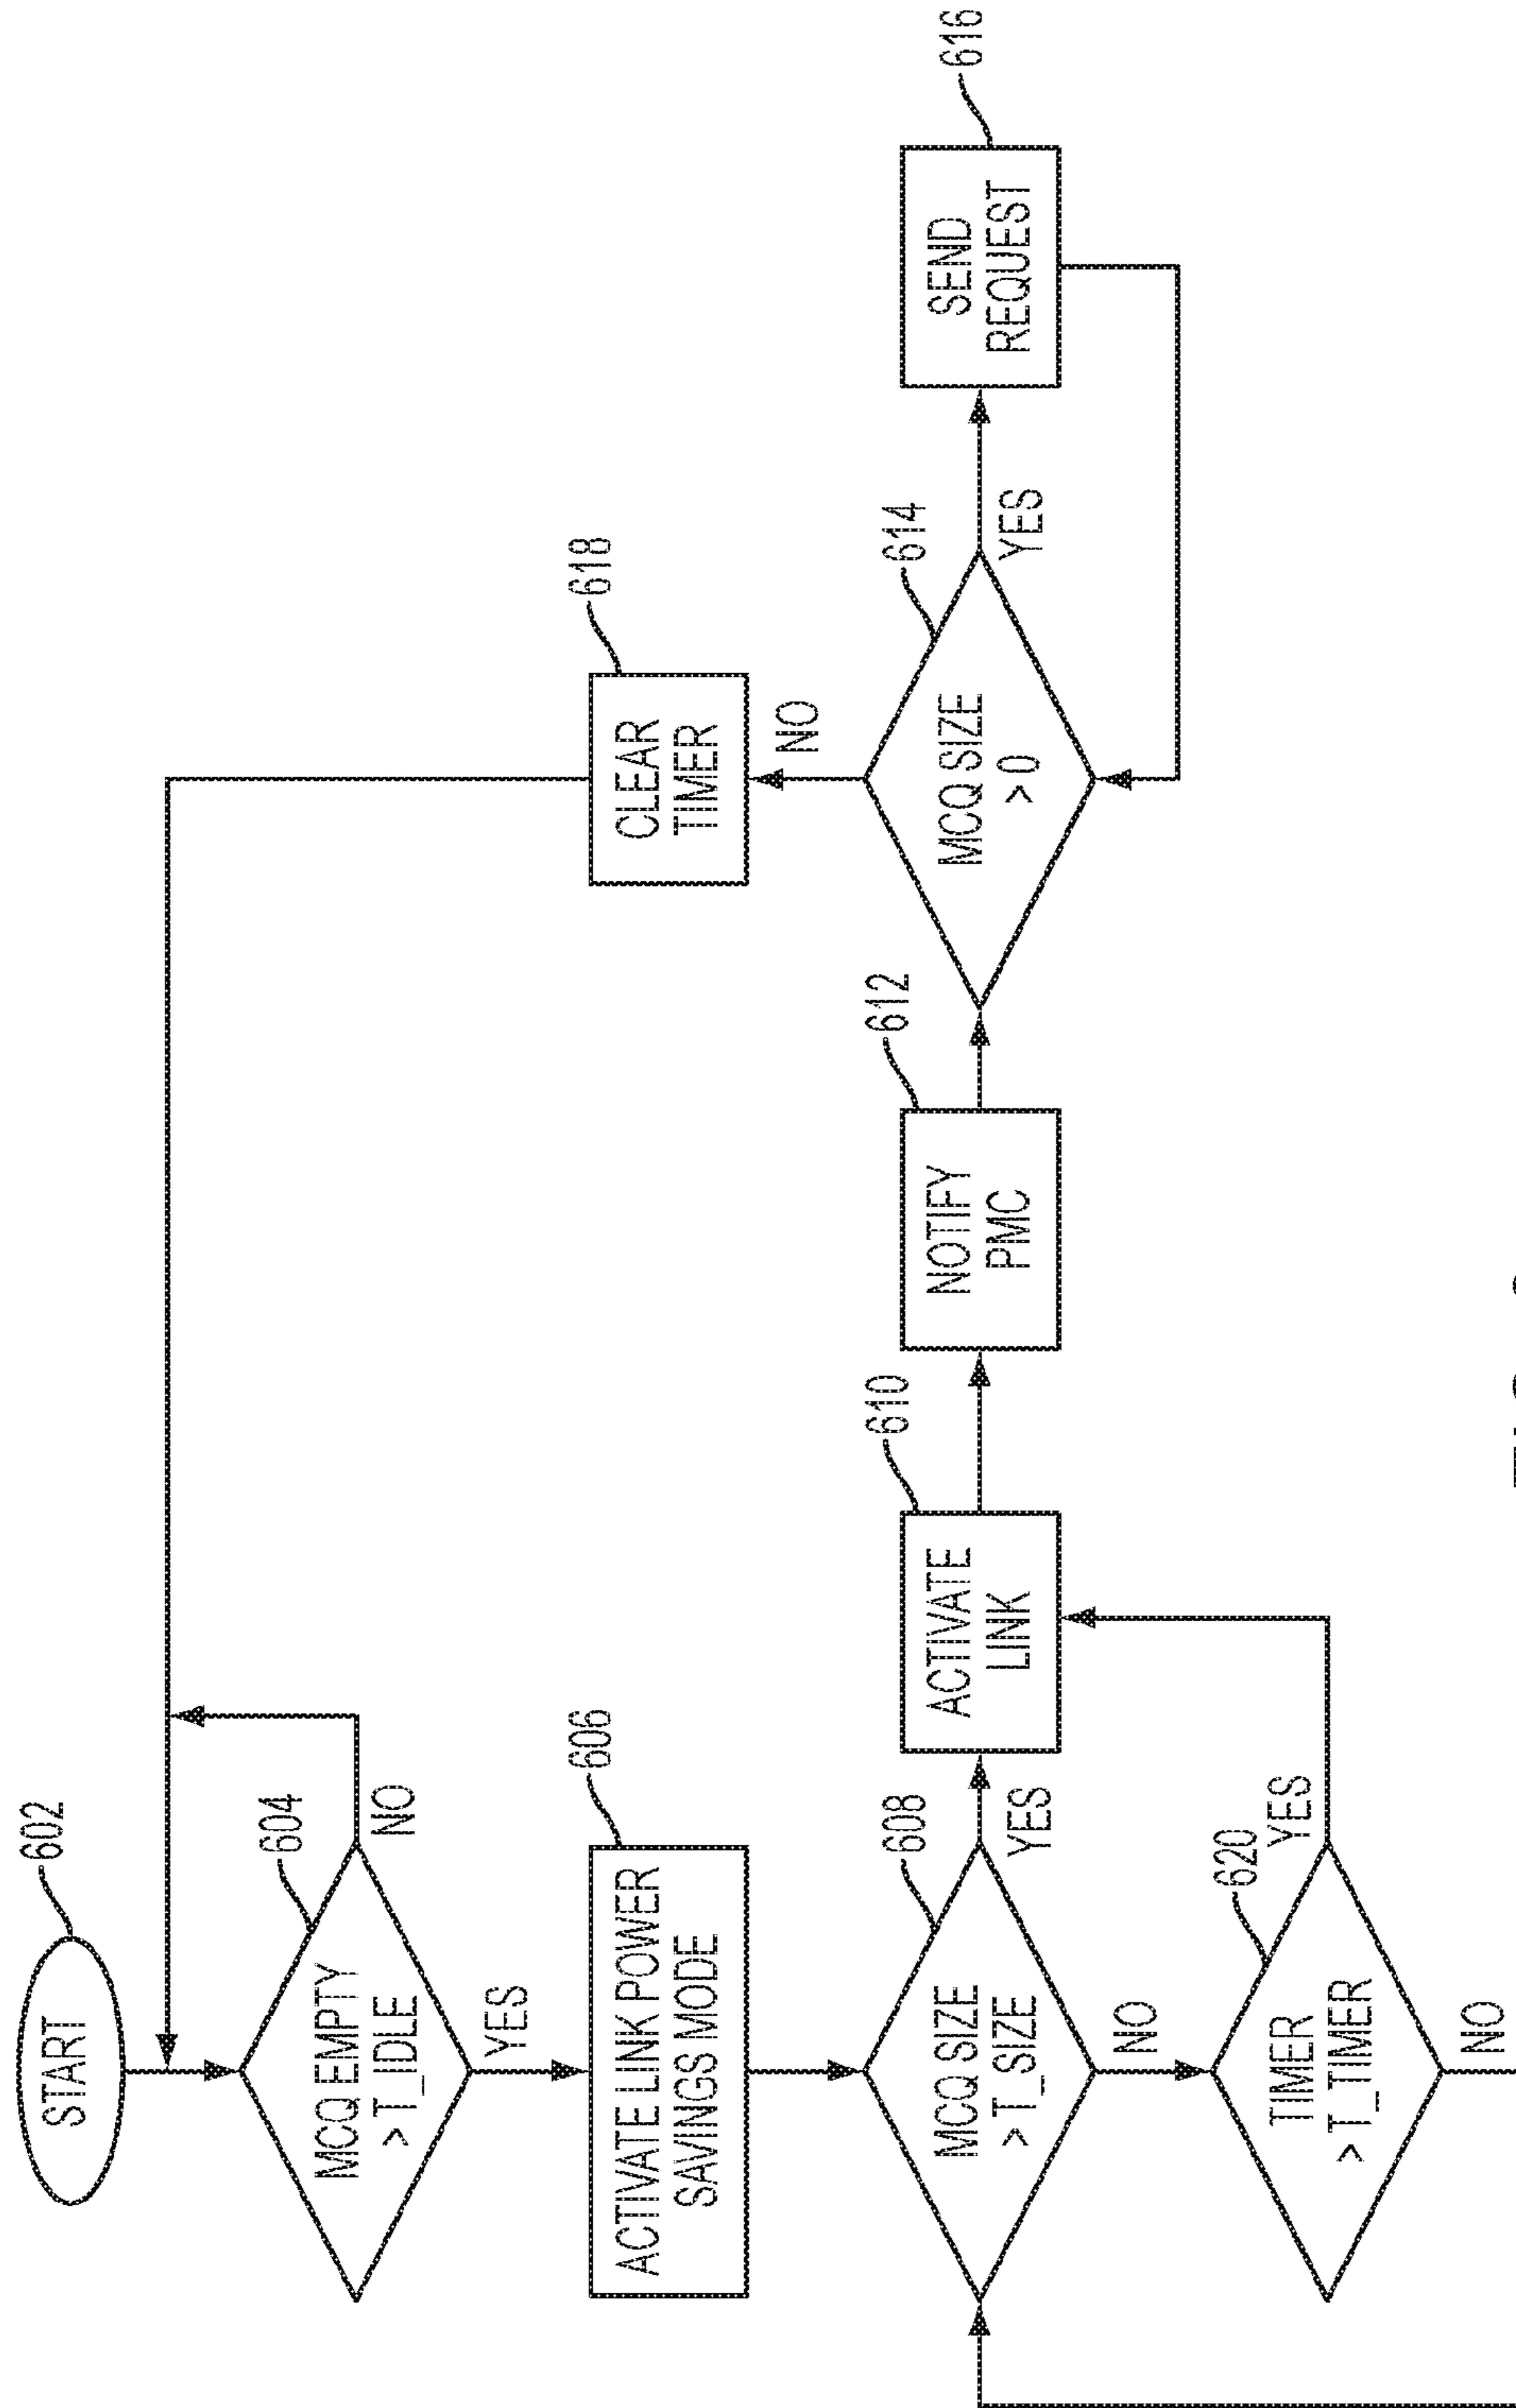 START
602
MCQ EMPTY
> T_IDLE
604
NO
YES
ACTIVATE LINK POWER
SAVINGS MODE
606
MCQ SIZE
> T_SIZE
608
YES
NO
TIMER
> T_TIMER
620
YES
NO
ACTIVATE
LINK
610
NOTIFY
PMC
612
MCQ SIZE
> 0
614
YES
NO
SEND
REQUEST
616
CLEAR
TIMER
618